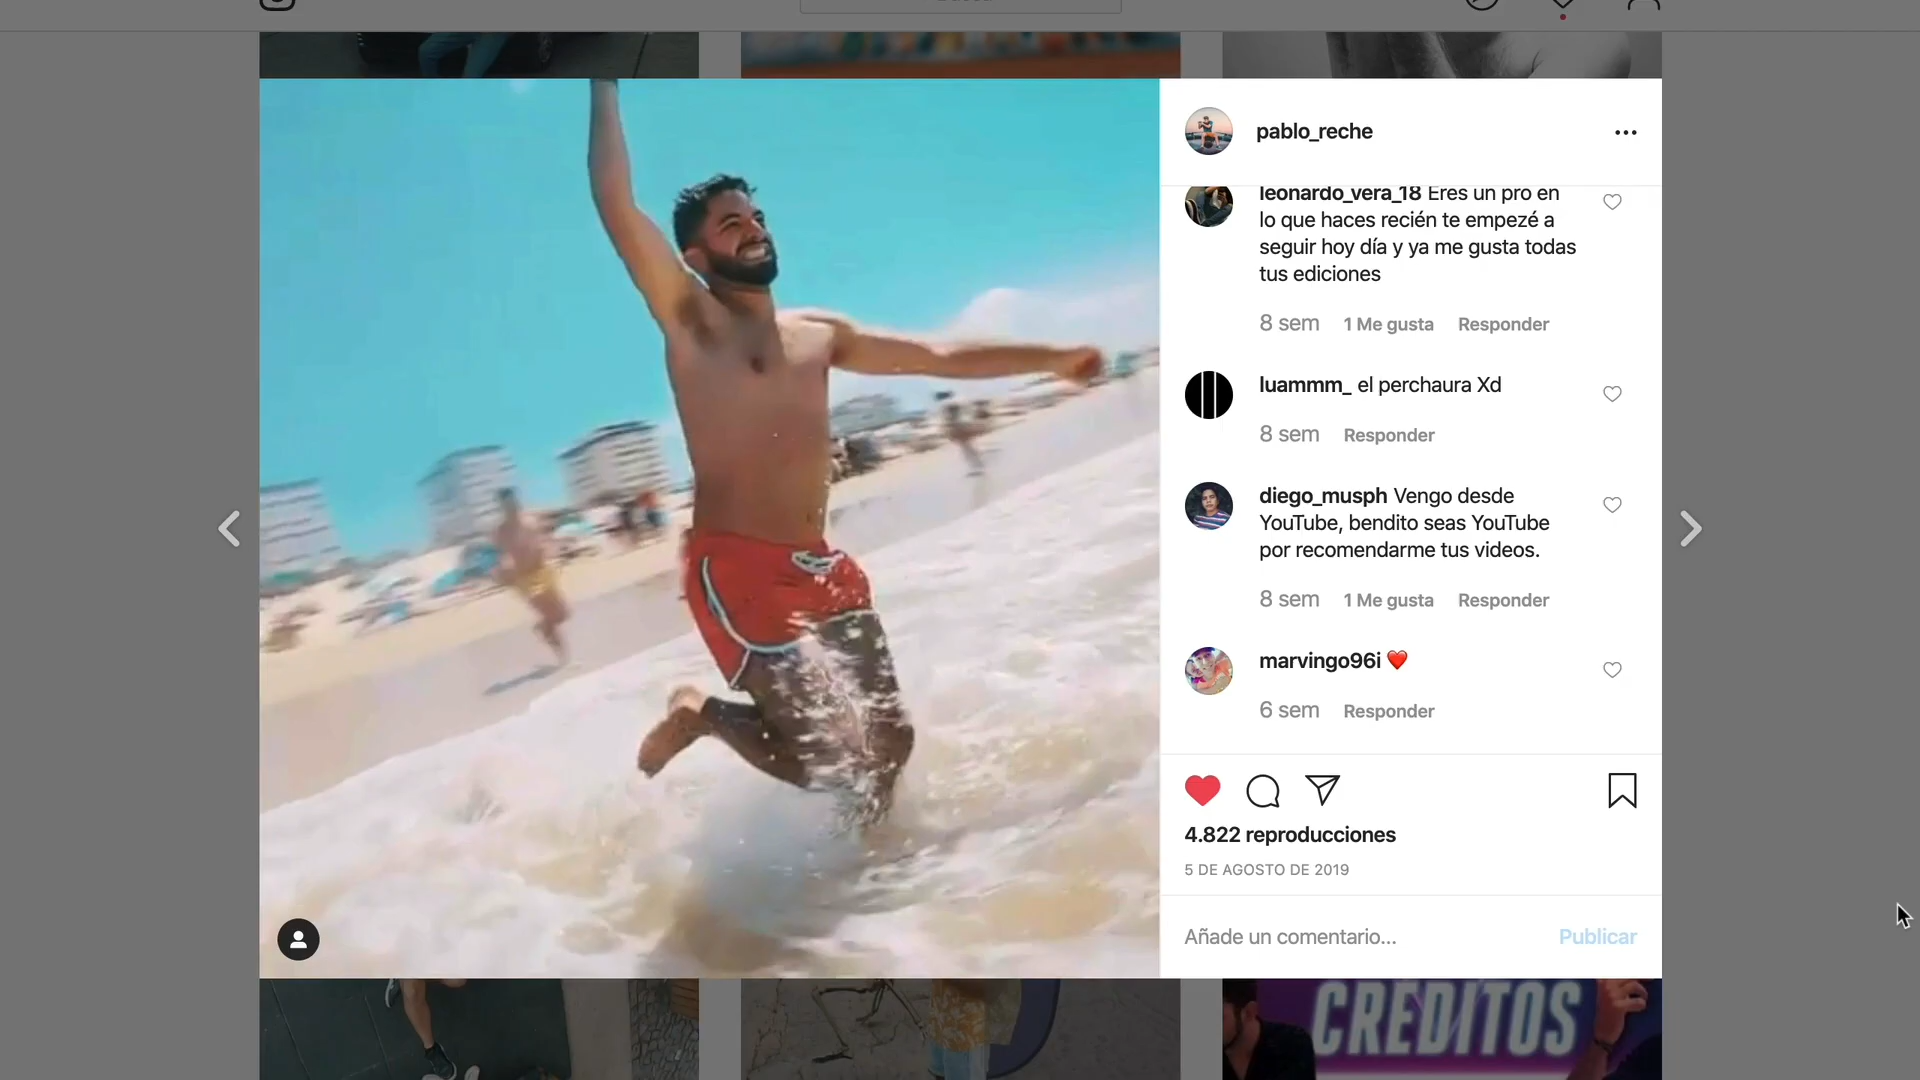 pablo_reche
leonardo_vera_18 Eres un pro en
lo que haces recién te empezé a
seguir hoy día y ya me gusta todas
tus ediciones
8 sem 1 Me gusta Responder
luammm_ el perchaura Xd
8 sem Responder
diego_musph Vengo desde
YouTube, bendito seas YouTube
por recomendarme tus videos.
8 sem 1 Me gusta Responder
marvingo96i ❤️
6 sem Responder
4.822 reproducciones
5 DE AGOSTO DE 2019
Añade un comentario... Publicar
CREDITOS